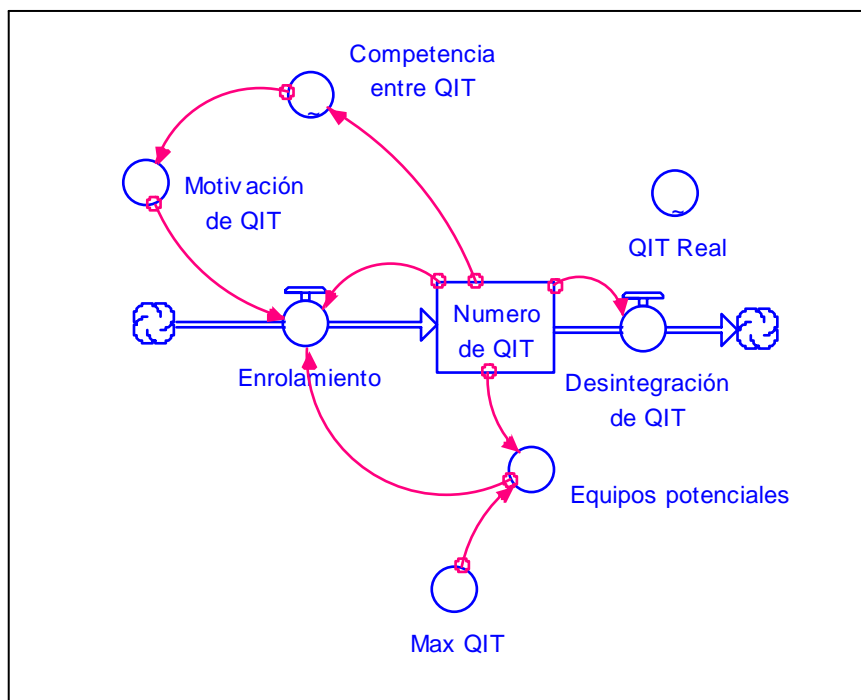 Competencia
entre QIT
Motivación
de QIT
QIT Real
Numero
de QIT
Enrolamiento
Desintegración
de QIT
Equipos potenciales
Max QIT